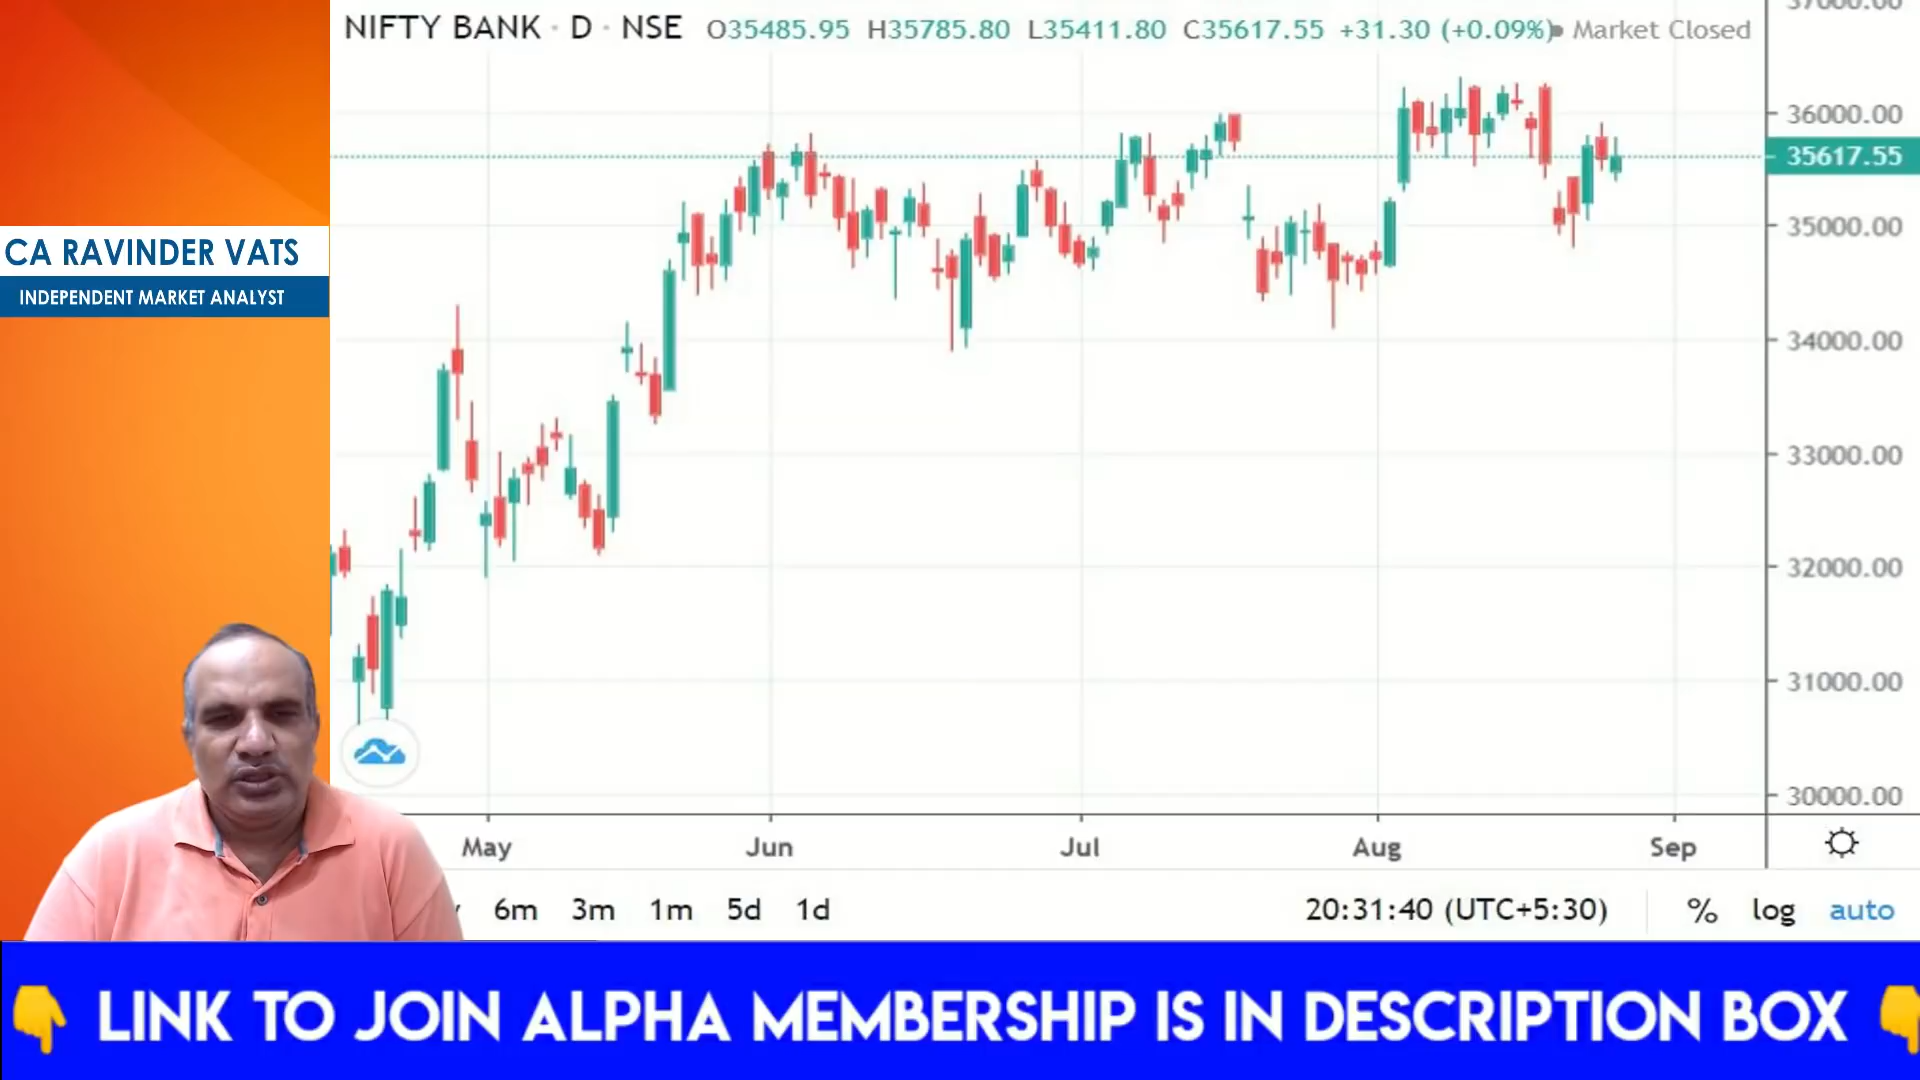 NIFTY BANK · D · NSE O35485.95 H35785.80 L35411.80 C35617.55 +31.30 (+0.09%) Market Closed
CA RAVINDER VATS
INDEPENDENT MARKET ANALYST
37000.00
36000.00
35617.55
35000.00
34000.00
33000.00
32000.00
31000.00
30000.00
May Jun Jul Aug Sep
6m 3m 1m 5d 1d 20:31:40 (UTC+5:30) % log auto
LINK TO JOIN ALPHA MEMBERSHIP IS IN DESCRIPTION BOX